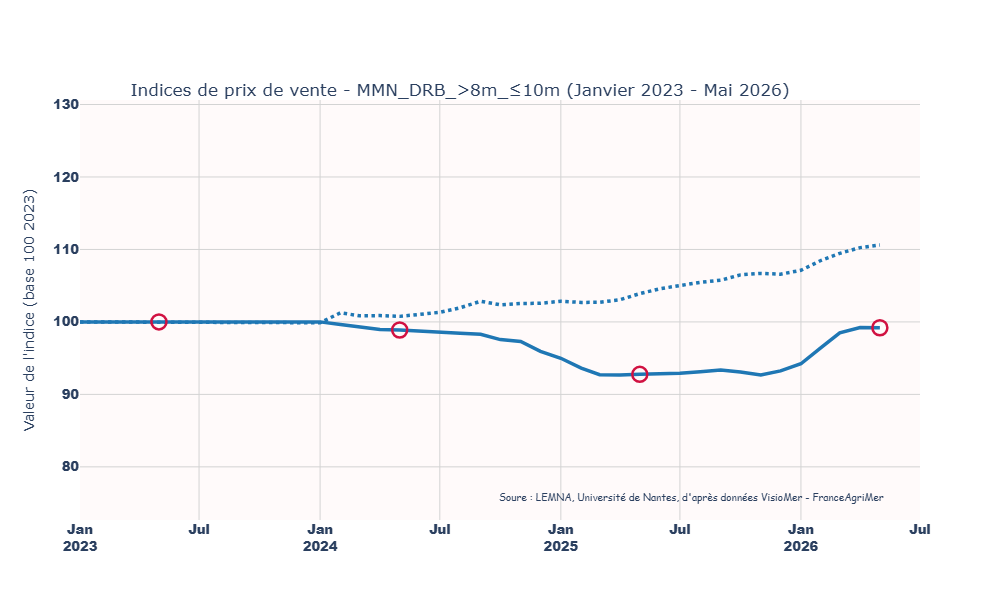 Indices de prix de vente - MMN_DRB_>8m_≤10m (Janvier 2023 - Mai 2026)
Valeur de l'indice (base 100 2023)
130
120
110
100
90
80
Soure : LEMNA, Université de Nantes, d'après données VisioMer - FranceAgriMer
Jan Jul Jan Jul Jan Jul Jan Jul
2023 2024 2025 2026